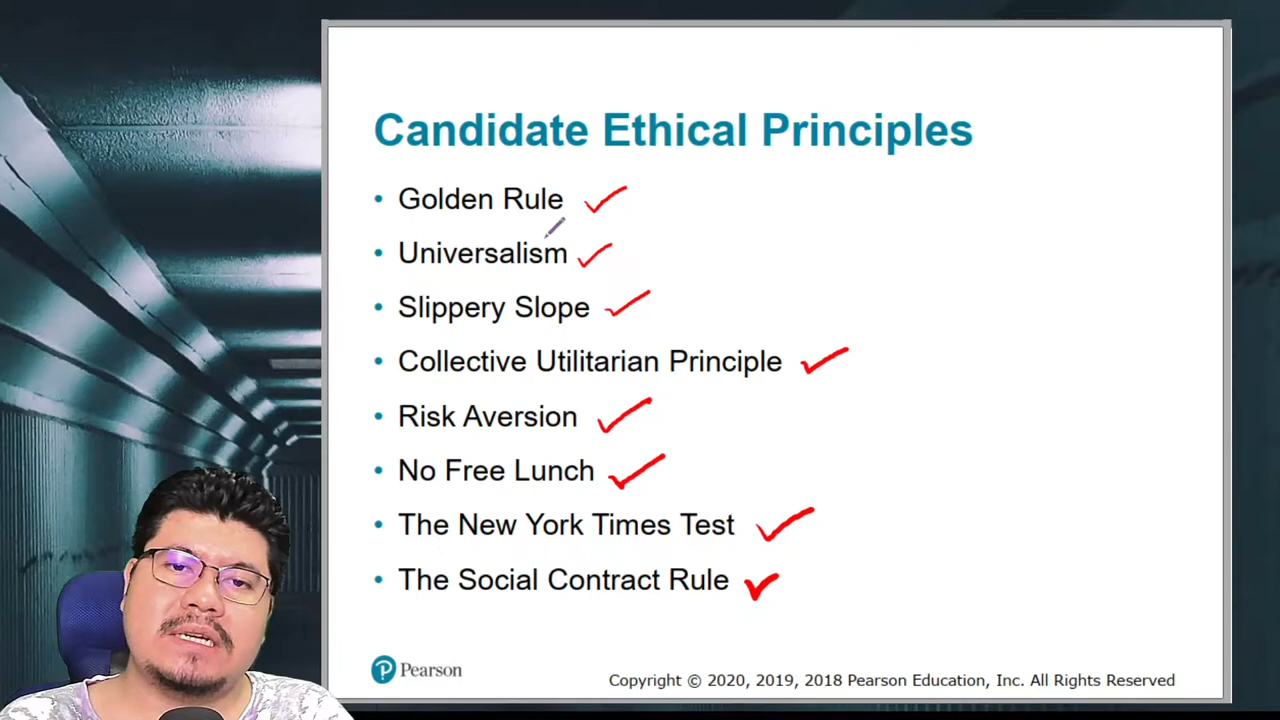 Candidate Ethical Principles
• Golden Rule
• Universalism
• Slippery Slope
• Collective Utilitarian Principle
• Risk Aversion
• No Free Lunch
• The New York Times Test
• The Social Contract Rule
Pearson
Copyright © 2020, 2019, 2018 Pearson Education, Inc. All Rights Reserved